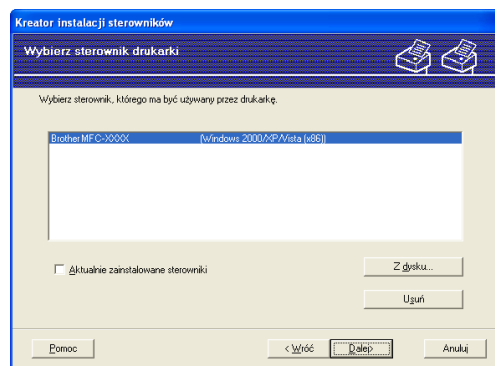 Kreator instalacji sterowników
Wybierz sterownik drukarki
Wybierz sterownik, którego ma być używany przez drukarkę.
Brother MFC-XXXX (Windows 2000/XP/Vista (x86))
Aktualnie zainstalowane sterowniki
Z dysku...
Usuń
Pomoc
< Wróć
Dalej>
Anuluj